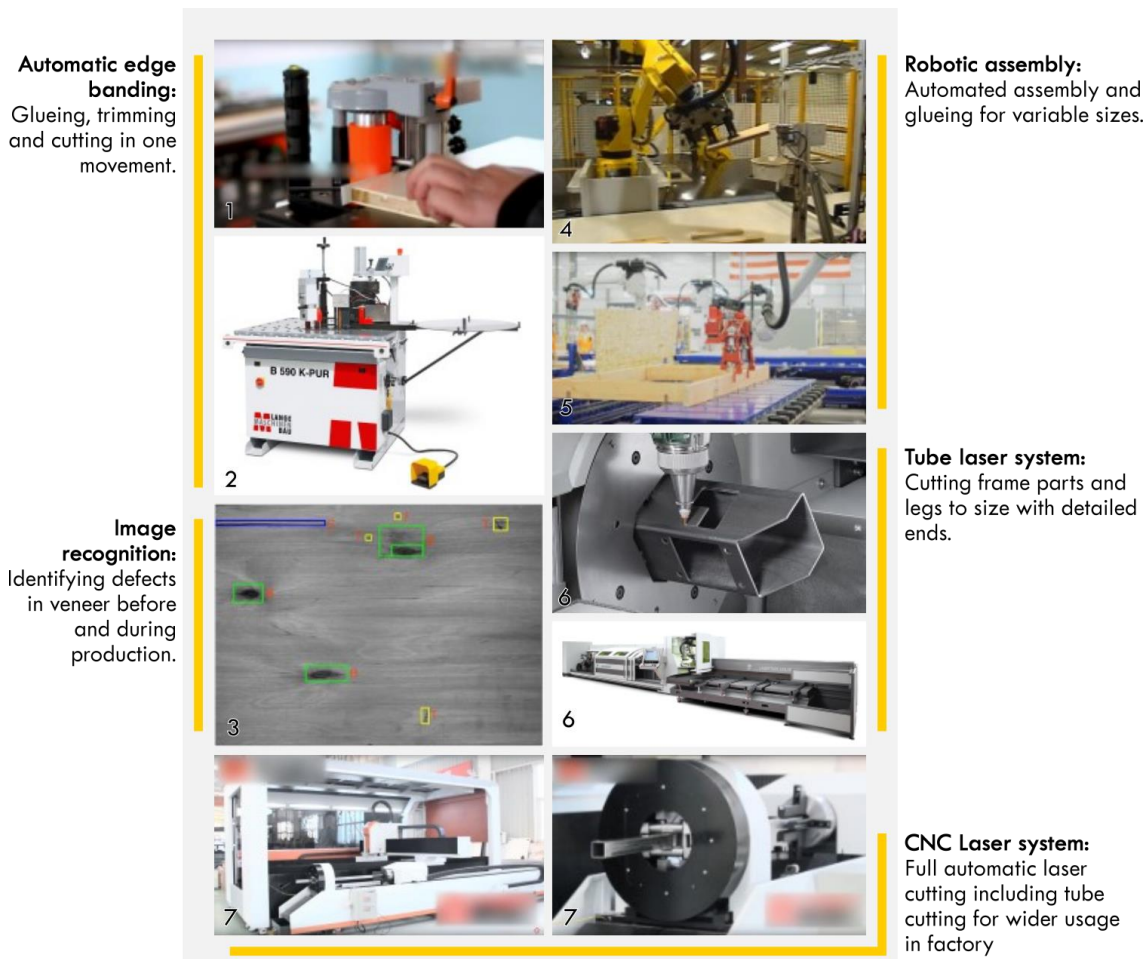 Automatic edge
banding:
Glueing, trimming
and cutting in one
movement.
1
B 590 K-PUR
LANGE
MASCHINEN
BAU
2
Image
recognition:
Identifying defects
in veneer before
and during
production.
3
Robotic assembly:
Automated assembly and
glueing for variable sizes.
4
5
Tube laser system:
Cutting frame parts and
legs to size with detailed
ends.
6
6
7
7
CNC Laser system:
Full automatic laser
cutting including tube
cutting for wider usage
in factory